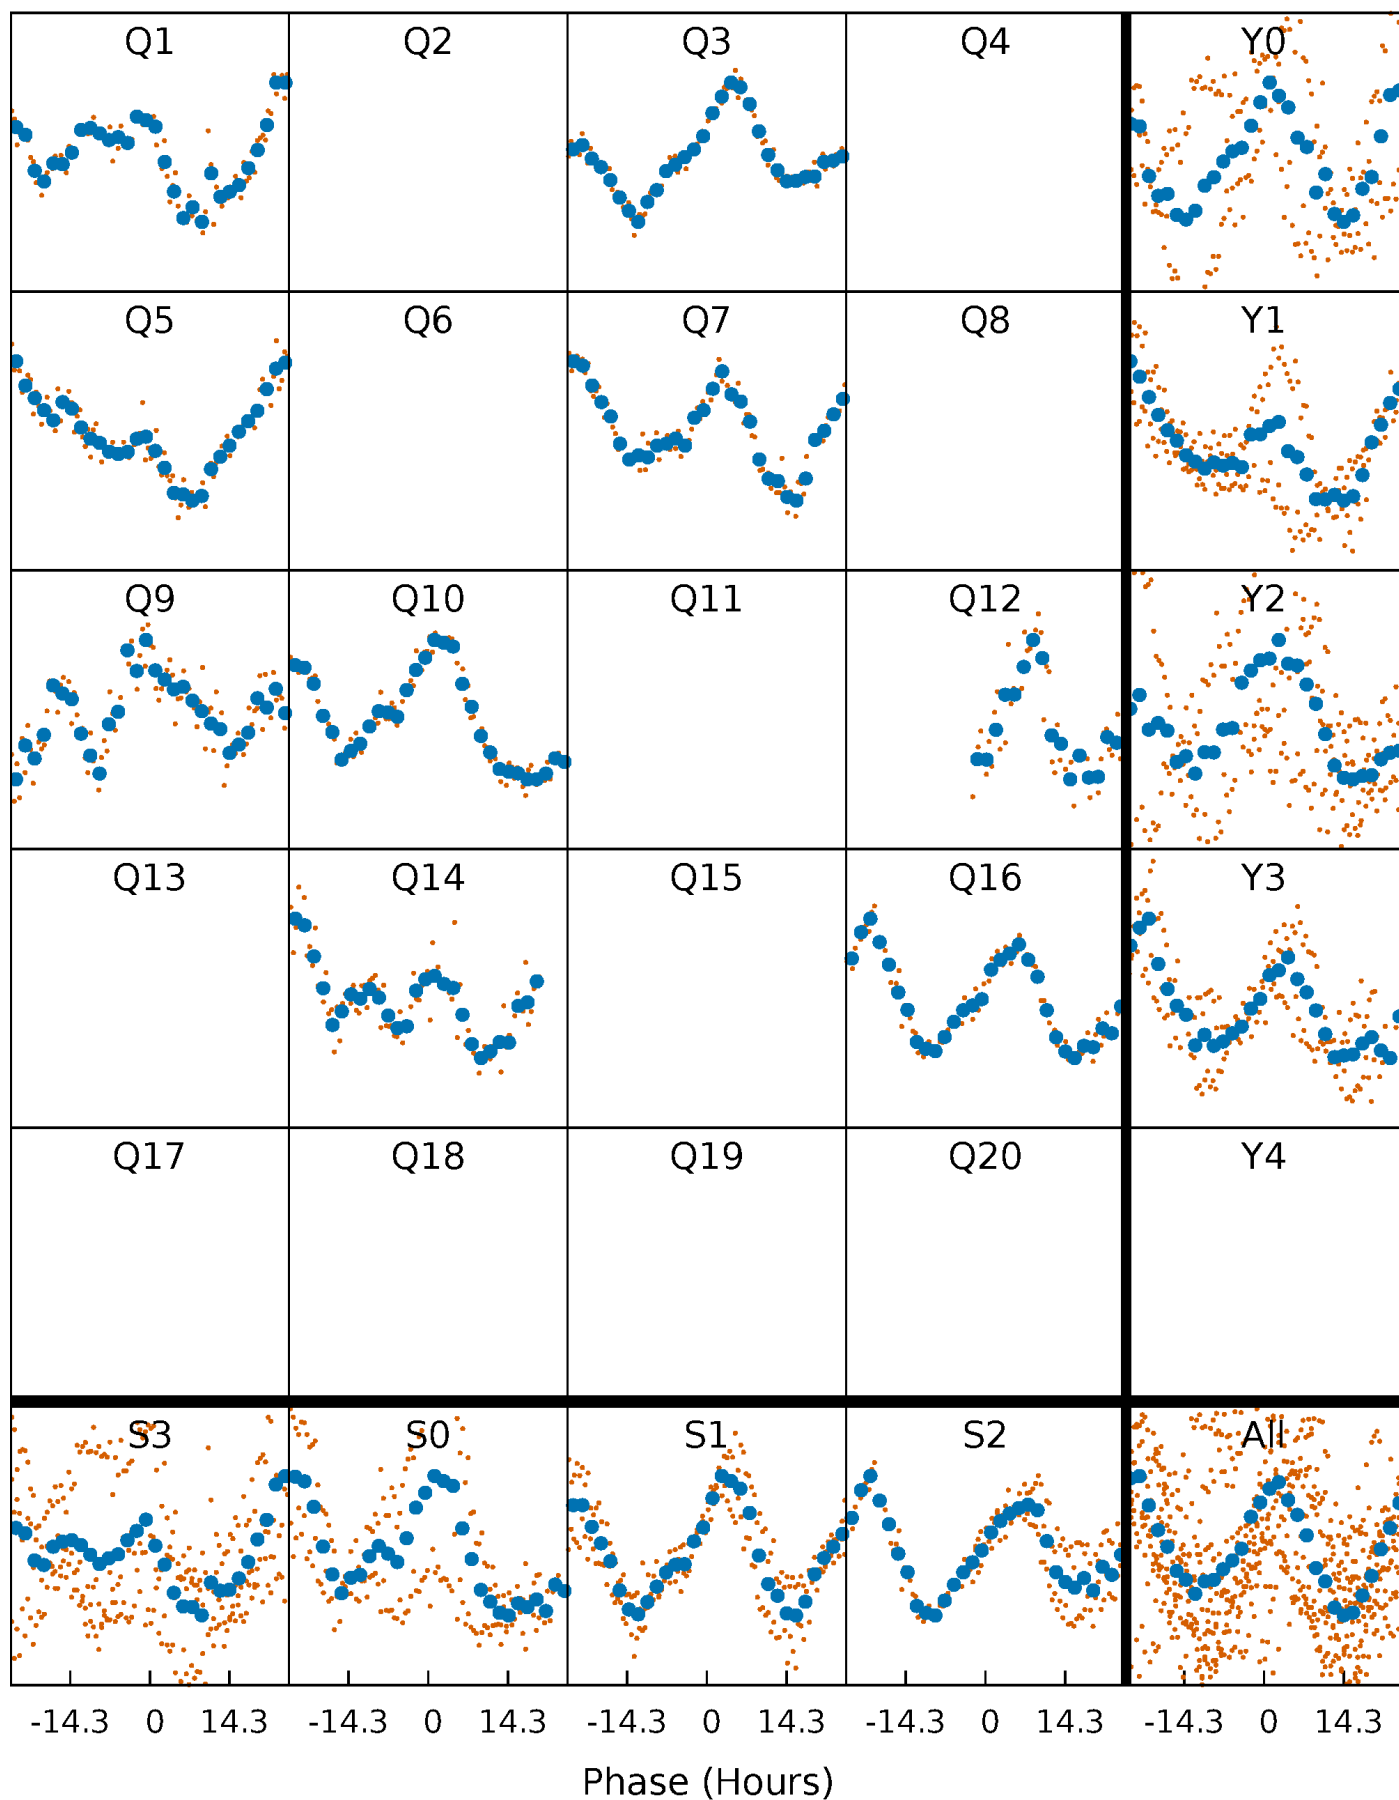 Q1 Q2 Q3 Q4 Y0
Q5 Q6 Q7 Q8 Y1
Q9 Q10 Q11 Q12 Y2
Q13 Q14 Q15 Q16 Y3
Q17 Q18 Q19 Q20 Y4
S3 S0 S1 S2 All
-14.3 0 14.3 -14.3 0 14.3 -14.3 0 14.3 -14.3 0 14.3 -14.3 0 14.3
Phase (Hours)